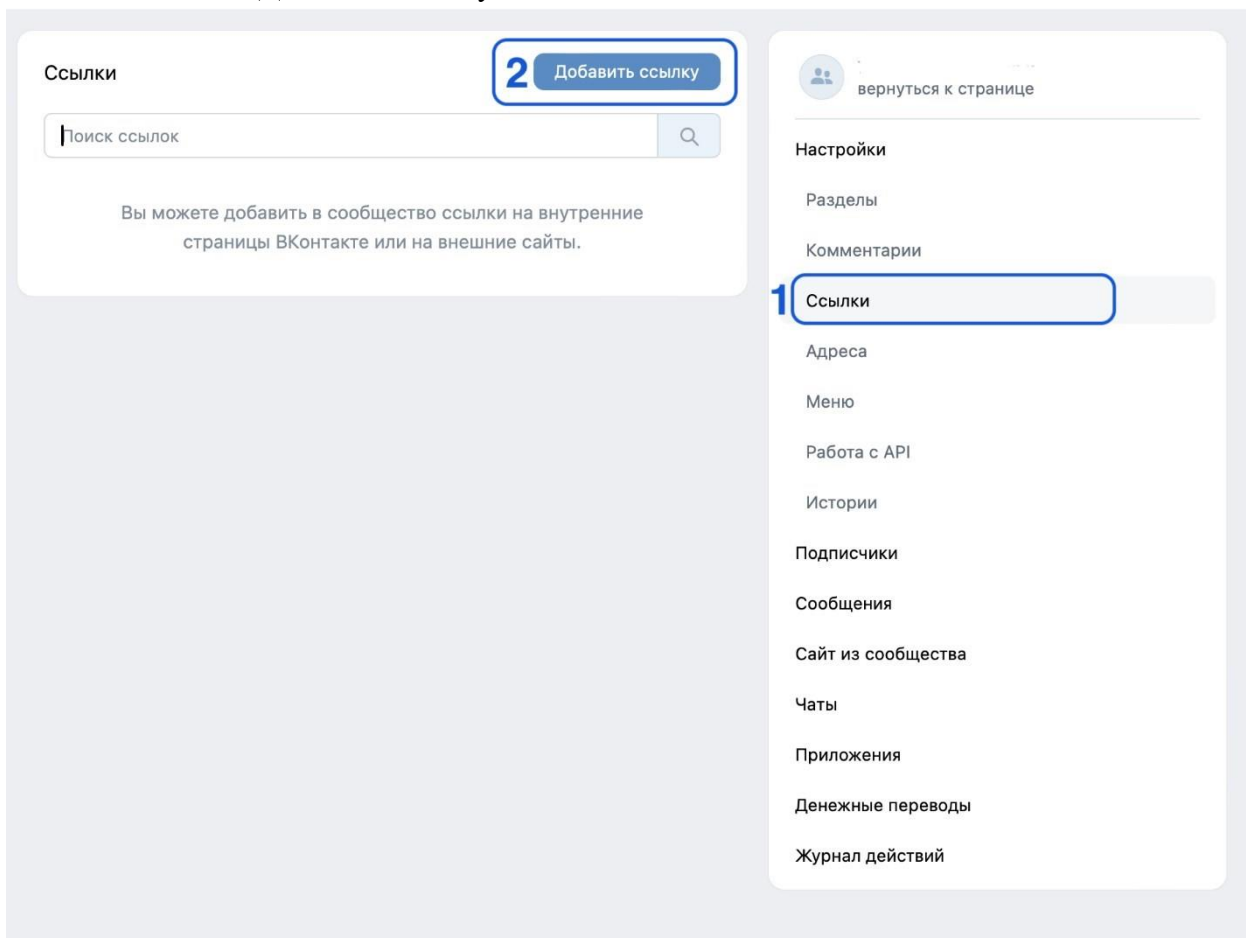 Ссылки
2 Добавить ссылку
Поиск ссылок
Вы можете добавить в сообщество ссылки на внутренние
страницы ВКонтакте или на внешние сайты.
вернуться к странице
Настройки
Разделы
Комментарии
1 Ссылки
Адреса
Меню
Работа с API
Истории
Подписчики
Сообщения
Сайт из сообщества
Чаты
Приложения
Денежные переводы
Журнал действий